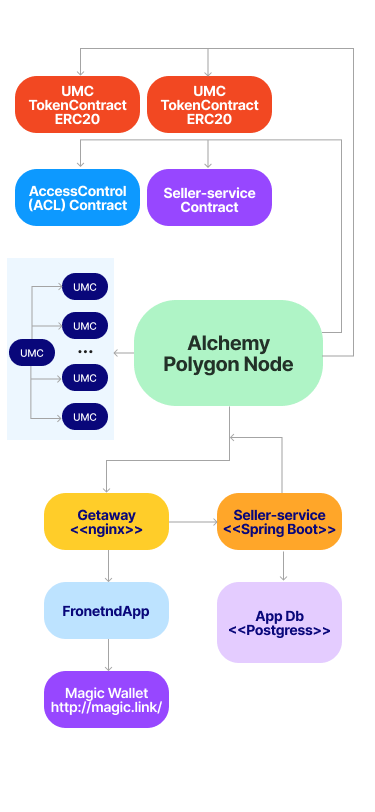 UMC
TokenContract
ERC20
UMC
TokenContract
ERC20
AccessControl
(ACL) Contract
Seller-service
Contract
UMC
UMC
UMC
...
UMC
UMC
Alchemy
Polygon Node
Getaway
<<nginx>>
Seller-service
<<Spring Boot>>
FronetndApp
App Db
<<Postgress>>
Magic Wallet
http://magic.link/